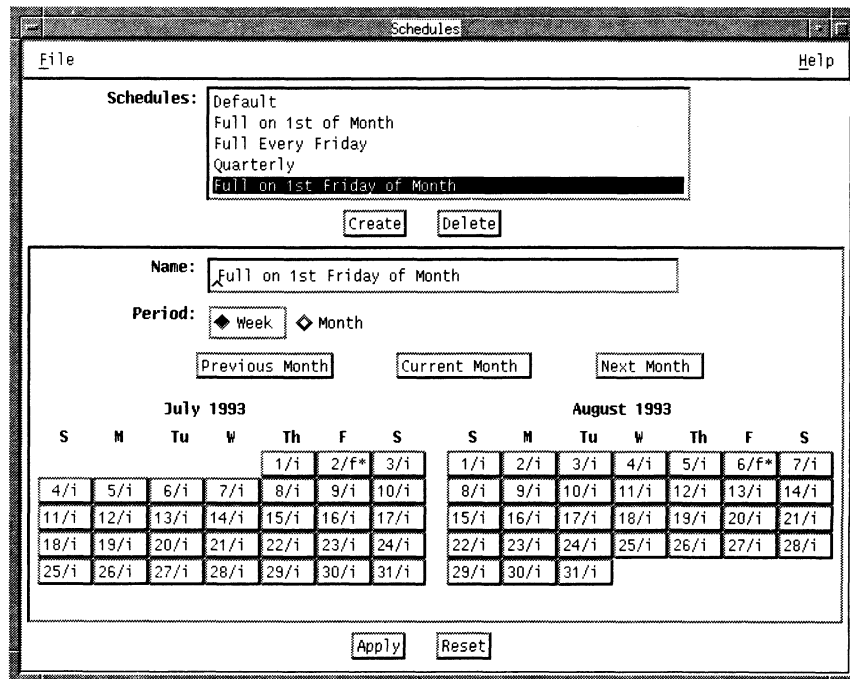 Schedules
File Help
Schedules:
Default
Full on 1st of Month
Full Every Friday
Quarterly
Full on 1st Friday of Month
Create Delete
Name: Full on 1st Friday of Month
Period: Week Month
Previous Month Current Month Next Month
July 1993 August 1993
S M Tu W Th F S S M Tu W Th F S
1/i 2/f* 3/i 1/i 2/i 3/i 4/i 5/i 6/f* 7/i
4/i 5/i 6/i 7/i 8/i 9/i 10/i 8/i 9/i 10/i 11/i 12/i 13/i 14/i
11/i 12/i 13/i 14/i 15/i 16/i 17/i 15/i 16/i 17/i 18/i 19/i 20/i 21/i
18/i 19/i 20/i 21/i 22/i 23/i 24/i 22/i 23/i 24/i 25/i 26/i 27/i 28/i
25/i 26/i 27/i 28/i 29/i 30/i 31/i 29/i 30/i 31/i
Apply Reset